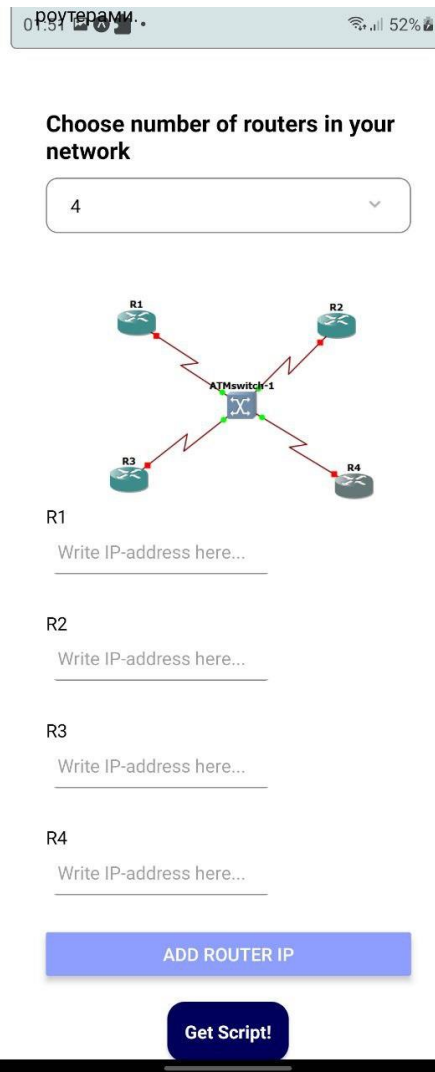 роутерами.
01:51 52%
Choose number of routers in your
network
4
R1
R2
ATMswitch-1
R3
R4
R1
Write IP-address here...
R2
Write IP-address here...
R3
Write IP-address here...
R4
Write IP-address here...
ADD ROUTER IP
Get Script!